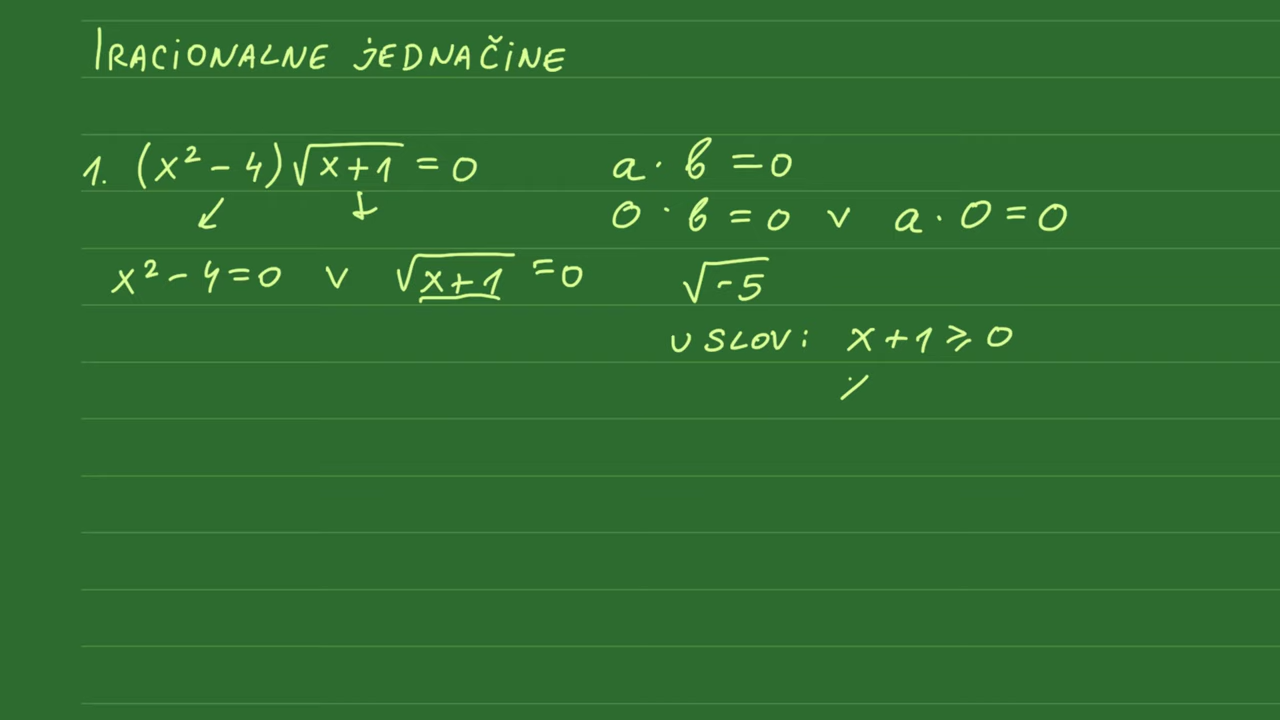 IRACIONALNE JEDNAČINE
1. (x² - 4)√(x+1) = 0
a · b = 0
0 · b = 0 ∨ a · 0 = 0
x² - 4 = 0 ∨ √(x+1) = 0
√(-5)
USLOV: x + 1 ⩾ 0